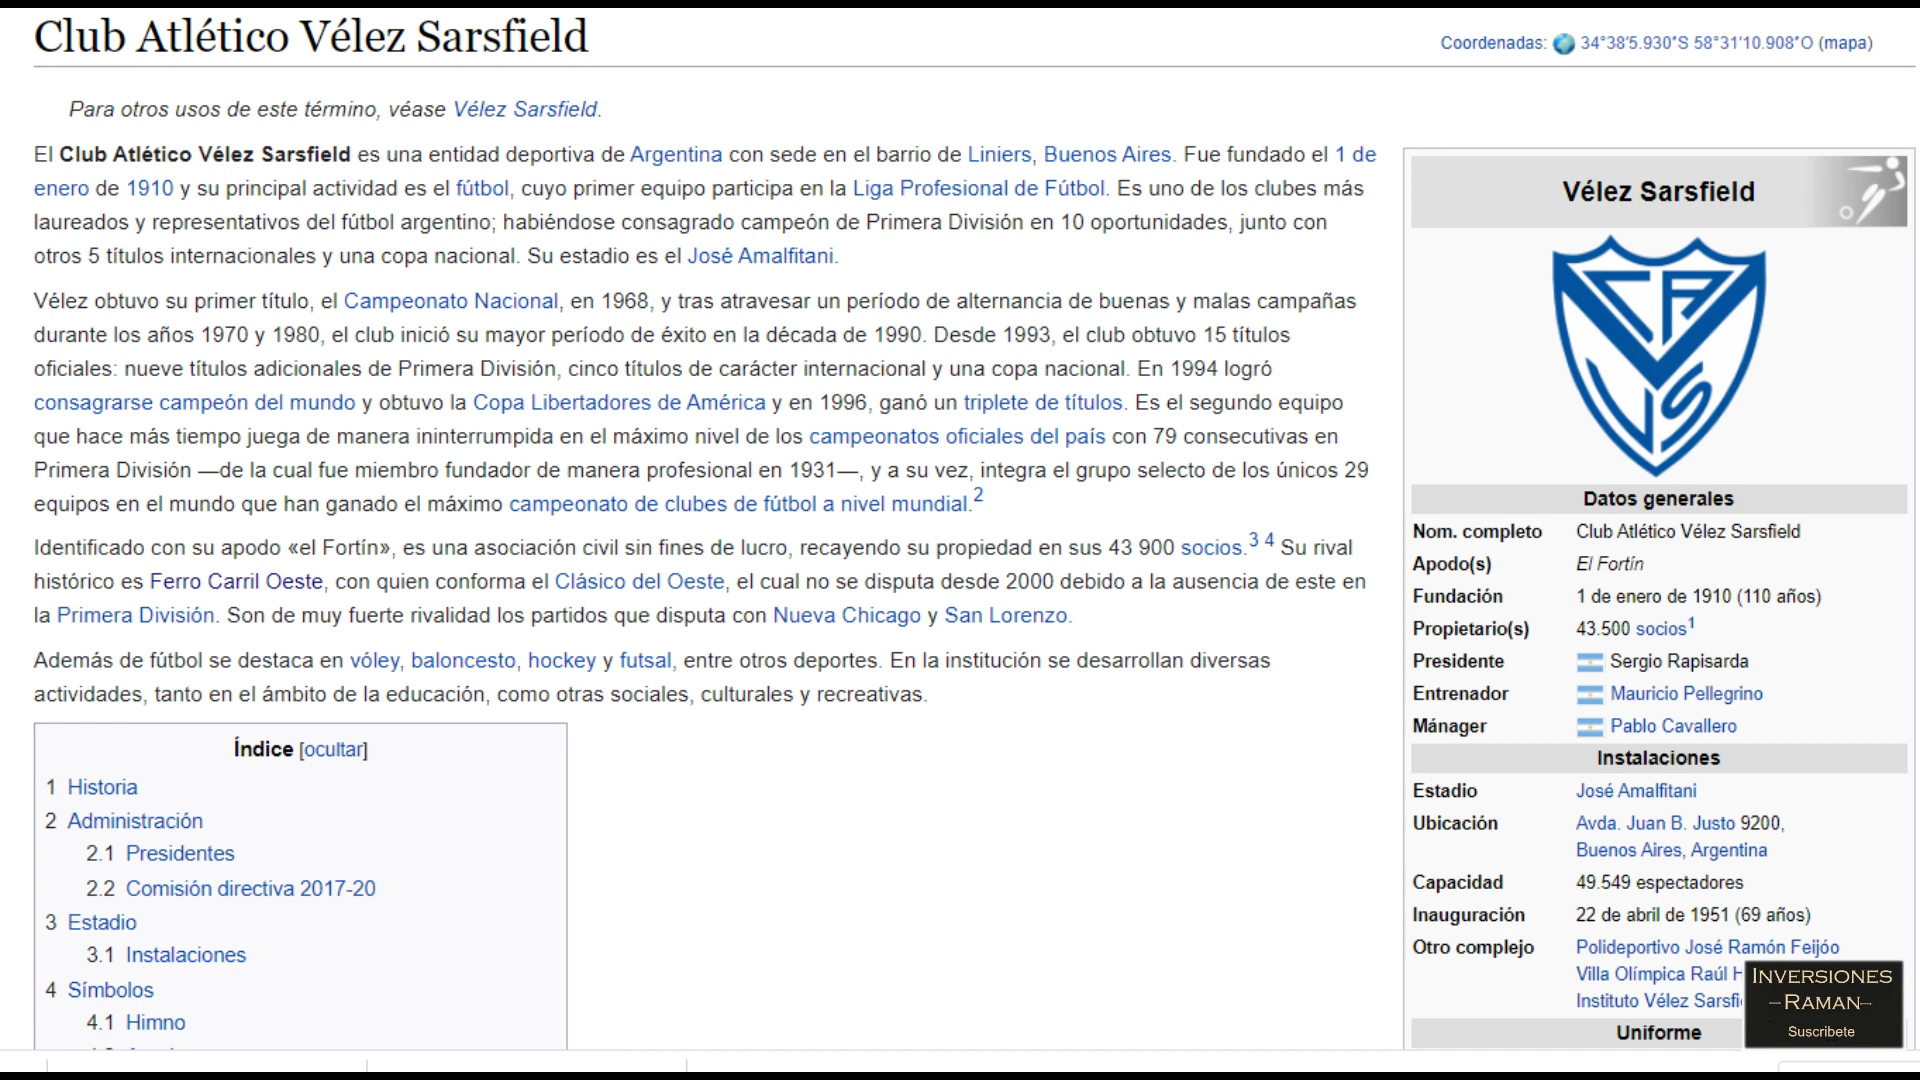 Club Atlético Vélez Sarsfield
Coordenadas: 34°38′5.930″S 58°31′10.908″O (mapa)
Para otros usos de este término, véase Vélez Sarsfield.
El Club Atlético Vélez Sarsfield es una entidad deportiva de Argentina con sede en el barrio de Liniers, Buenos Aires. Fue fundado el 1 de
enero de 1910 y su principal actividad es el fútbol, cuyo primer equipo participa en la Liga Profesional de Fútbol. Es uno de los clubes más
laureados y representativos del fútbol argentino; habiéndose consagrado campeón de Primera División en 10 oportunidades, junto con
otros 5 títulos internacionales y una copa nacional. Su estadio es el José Amalfitani.
Vélez obtuvo su primer título, el Campeonato Nacional, en 1968, y tras atravesar un período de alternancia de buenas y malas campañas
durante los años 1970 y 1980, el club inició su mayor período de éxito en la década de 1990. Desde 1993, el club obtuvo 15 títulos
oficiales: nueve títulos adicionales de Primera División, cinco títulos de carácter internacional y una copa nacional. En 1994 logró
consagrarse campeón del mundo y obtuvo la Copa Libertadores de América y en 1996, ganó un triplete de títulos. Es el segundo equipo
que hace más tiempo juega de manera ininterrumpida en el máximo nivel de los campeonatos oficiales del país con 79 consecutivas en
Primera División —de la cual fue miembro fundador de manera profesional en 1931—, y a su vez, integra el grupo selecto de los únicos 29
equipos en el mundo que han ganado el máximo campeonato de clubes de fútbol a nivel mundial.2
Identificado con su apodo «el Fortín», es una asociación civil sin fines de lucro, recayendo su propiedad en sus 43 900 socios.3 4 Su rival
histórico es Ferro Carril Oeste, con quien conforma el Clásico del Oeste, el cual no se disputa desde 2000 debido a la ausencia de este en
la Primera División. Son de muy fuerte rivalidad los partidos que disputa con Nueva Chicago y San Lorenzo.
Además de fútbol se destaca en vóley, baloncesto, hockey y futsal, entre otros deportes. En la institución se desarrollan diversas
actividades, tanto en el ámbito de la educación, como otras sociales, culturales y recreativas.
Índice [ocultar]
1 Historia
2 Administración
2.1 Presidentes
2.2 Comisión directiva 2017-20
3 Estadio
3.1 Instalaciones
4 Símbolos
4.1 Himno
Vélez Sarsfield
CA
VS
Datos generales
Nom. completo Club Atlético Vélez Sarsfield
Apodo(s) El Fortín
Fundación 1 de enero de 1910 (110 años)
Propietario(s) 43.500 socios1
Presidente Sergio Rapisarda
Entrenador Mauricio Pellegrino
Mánager Pablo Cavallero
Instalaciones
Estadio José Amalfitani
Ubicación Avda. Juan B. Justo 9200,
Buenos Aires, Argentina
Capacidad 49.549 espectadores
Inauguración 22 de abril de 1951 (69 años)
Otro complejo Polideportivo José Ramón Feijóo
Villa Olímpica Raúl H
Instituto Vélez Sarsfi
Uniforme
INVERSIONES
–RAMAN–
Suscribete